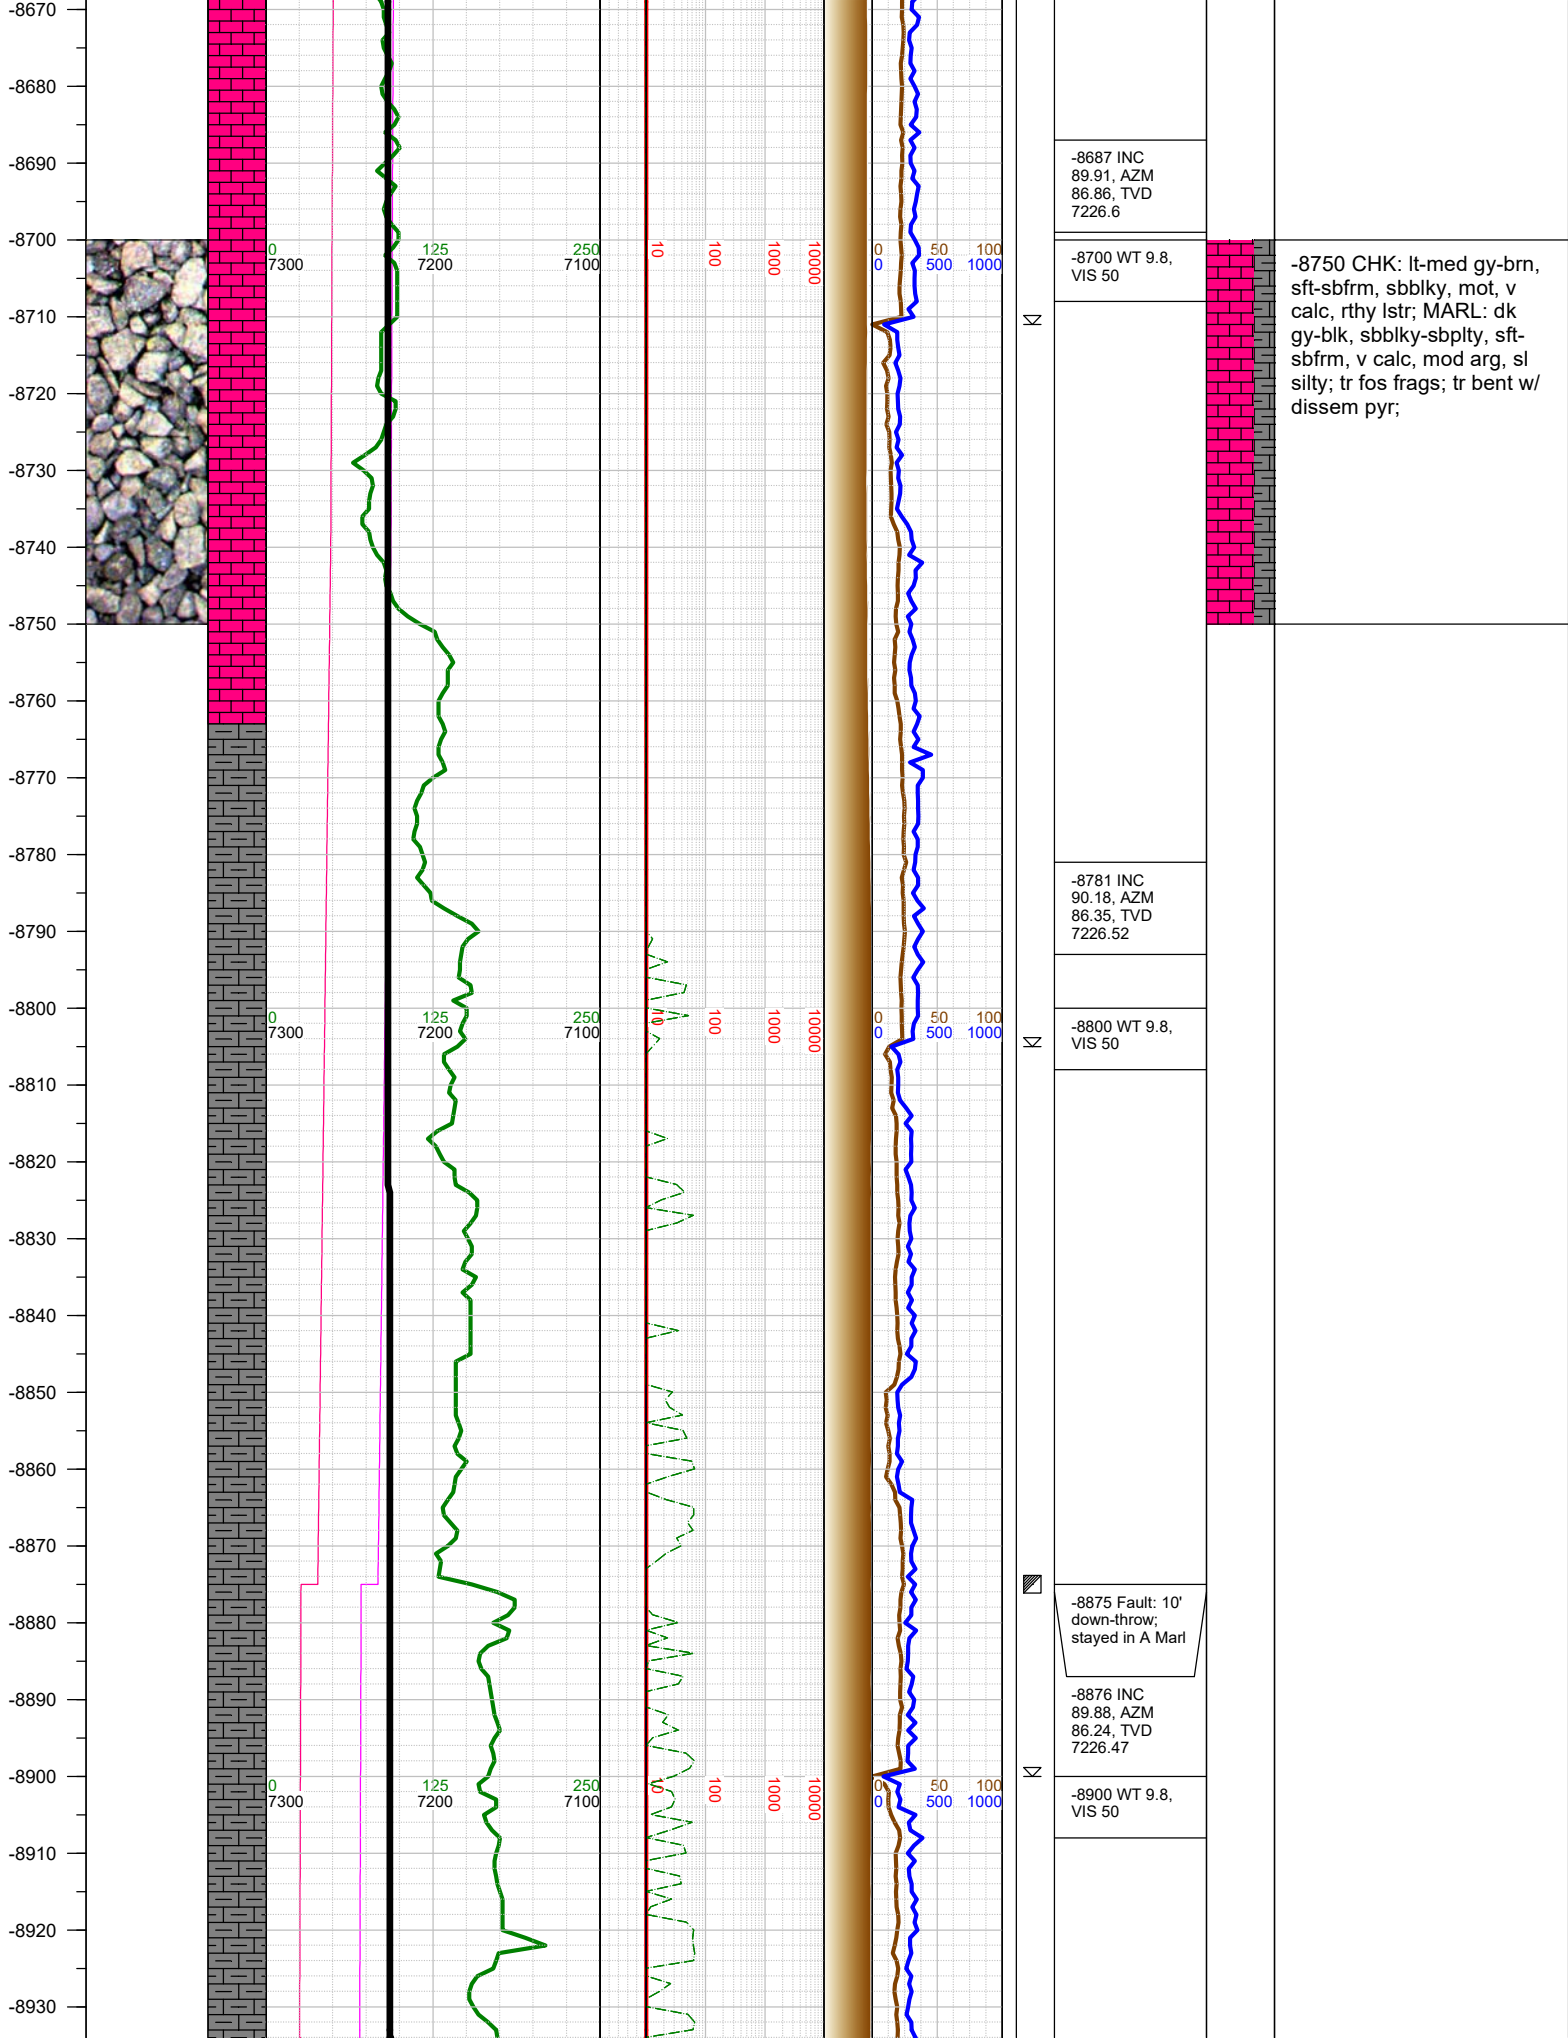 -8670
-8680
-8690
-8687 INC
89.91, AZM
86.86, TVD
7226.6
-8700
0 125 250
7300 7200 7100
10 100 1000 10000
0 50 100
0 500 1000
-8700 WT 9.8,
VIS 50
-8750 CHK: lt-med gy-brn,
sft-sbfrm, sbblky, mot, v
calc, rthy lstr; MARL: dk
gy-blk, sbblky-sbplty, sft-
sbfrm, v calc, mod arg, sl
silty; tr fos frags; tr bent w/
dissem pyr;
-8710
-8720
-8730
-8740
-8750
-8760
-8770
-8780
-8781 INC
90.18, AZM
86.35, TVD
7226.52
-8790
-8800
0 125 250
7300 7200 7100
10 100 1000 10000
0 50 100
0 500 1000
-8800 WT 9.8,
VIS 50
-8810
-8820
-8830
-8840
-8850
-8860
-8870
-8880
-8875 Fault: 10'
down-throw;
stayed in A Marl
-8890
-8876 INC
89.88, AZM
86.24, TVD
7226.47
-8900
0 125 250
7300 7200 7100
10 100 1000 10000
0 50 100
0 500 1000
-8900 WT 9.8,
VIS 50
-8910
-8920
-8930